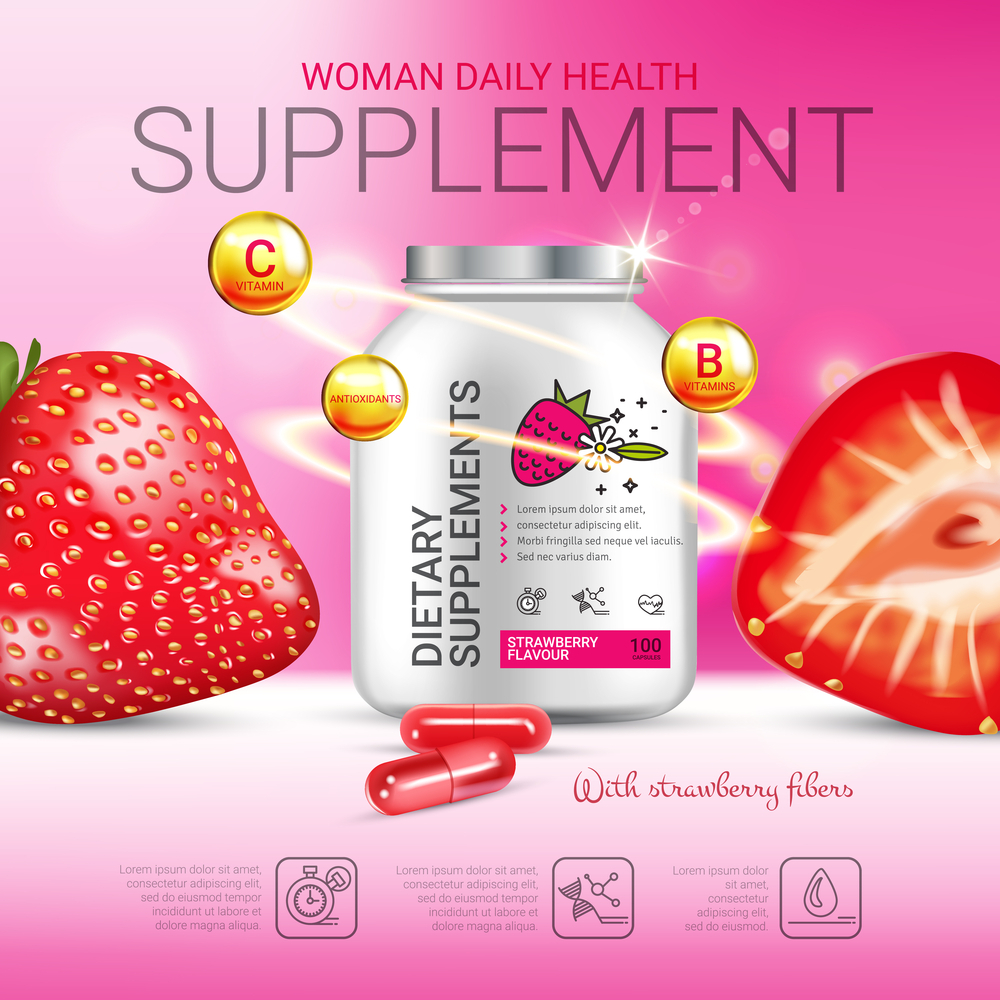 WOMAN DAILY HEALTH
SUPPLEMENT
C
VITAMIN
ANTIOXIDANTS
B
VITAMINS
DIETARY
SUPPLEMENTS
Lorem ipsum dolor sit amet,
consectetur adipiscing elit.
Morbi fringilla sed neque vel iaculis.
Sed nec varius diam.
STRAWBERRY
FLAVOUR
100
CAPSULES
With strawberry fibers
Lorem ipsum dolor sit amet,
consectetur adipiscing elit,
sed do eiusmod tempor
incididunt ut labore et
dolore magna aliqua.
Lorem ipsum dolor sit amet,
consectetur adipiscing elit,
sed do eiusmod tempor
incididunt ut labore et
dolore magna aliqua.
Lorem ipsum
dolor sit
amet,
consectetur
adipiscing elit,
sed do eiusmod.